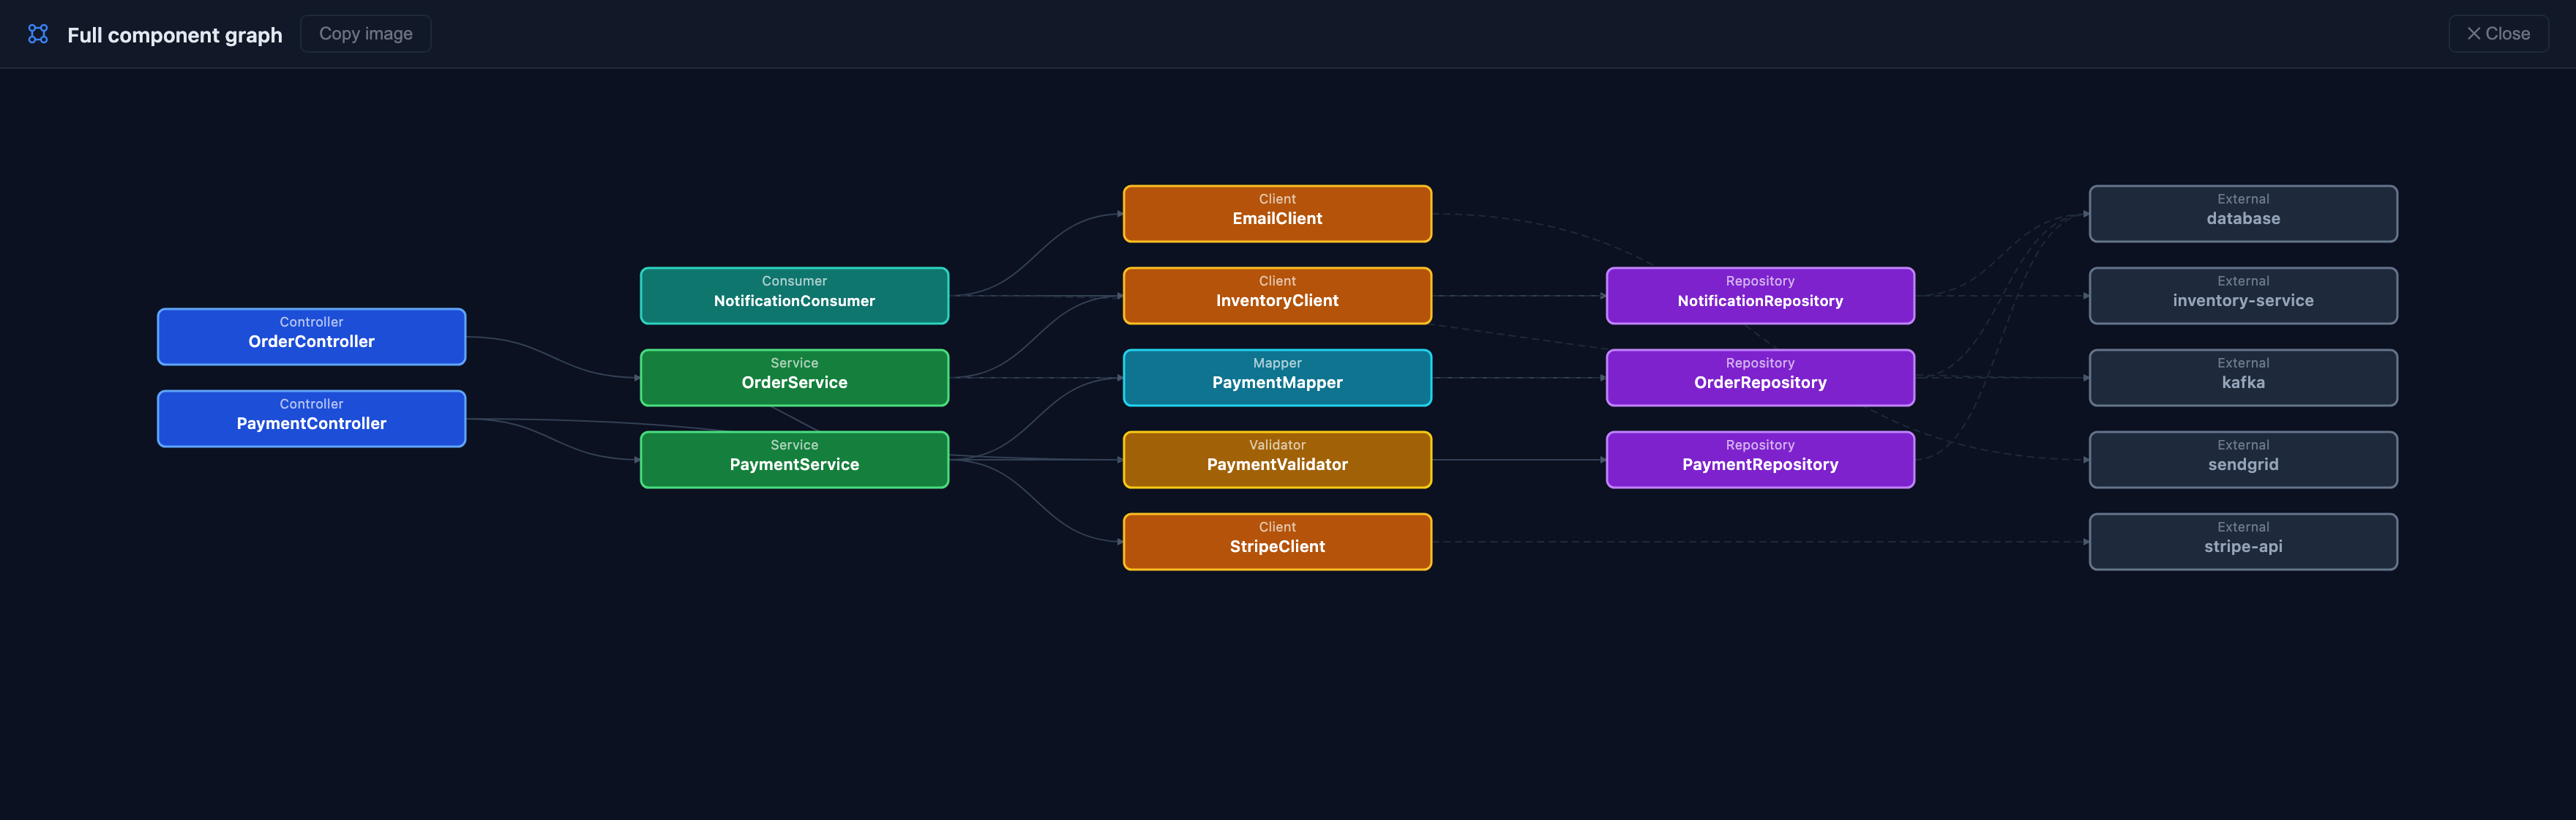 Full component graph
Copy image
Close
Controller
OrderController
Controller
PaymentController
Consumer
NotificationConsumer
Service
OrderService
Service
PaymentService
Client
EmailClient
Client
InventoryClient
Mapper
PaymentMapper
Validator
PaymentValidator
Client
StripeClient
Repository
NotificationRepository
Repository
OrderRepository
Repository
PaymentRepository
External
database
External
inventory-service
External
kafka
External
sendgrid
External
stripe-api